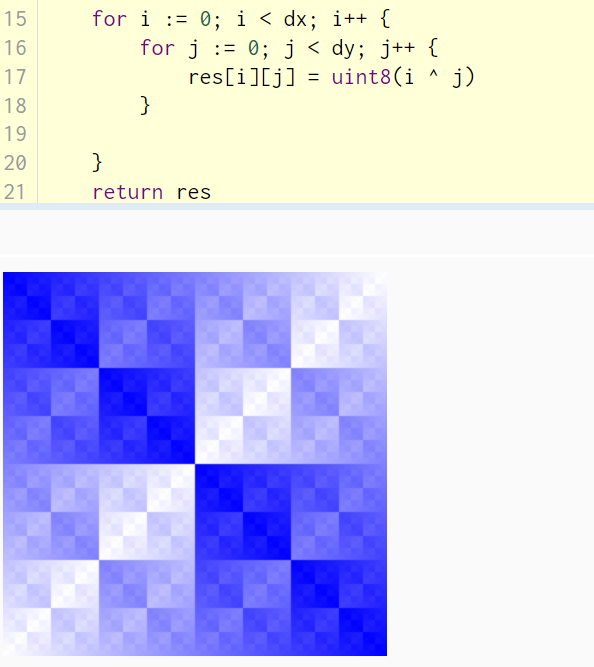 15 for i := 0; i < dx; i++ {
16 for j := 0; j < dy; j++ {
17 res[i][j] = uint8(i ^ j)
18 }
19
20 }
21 return res